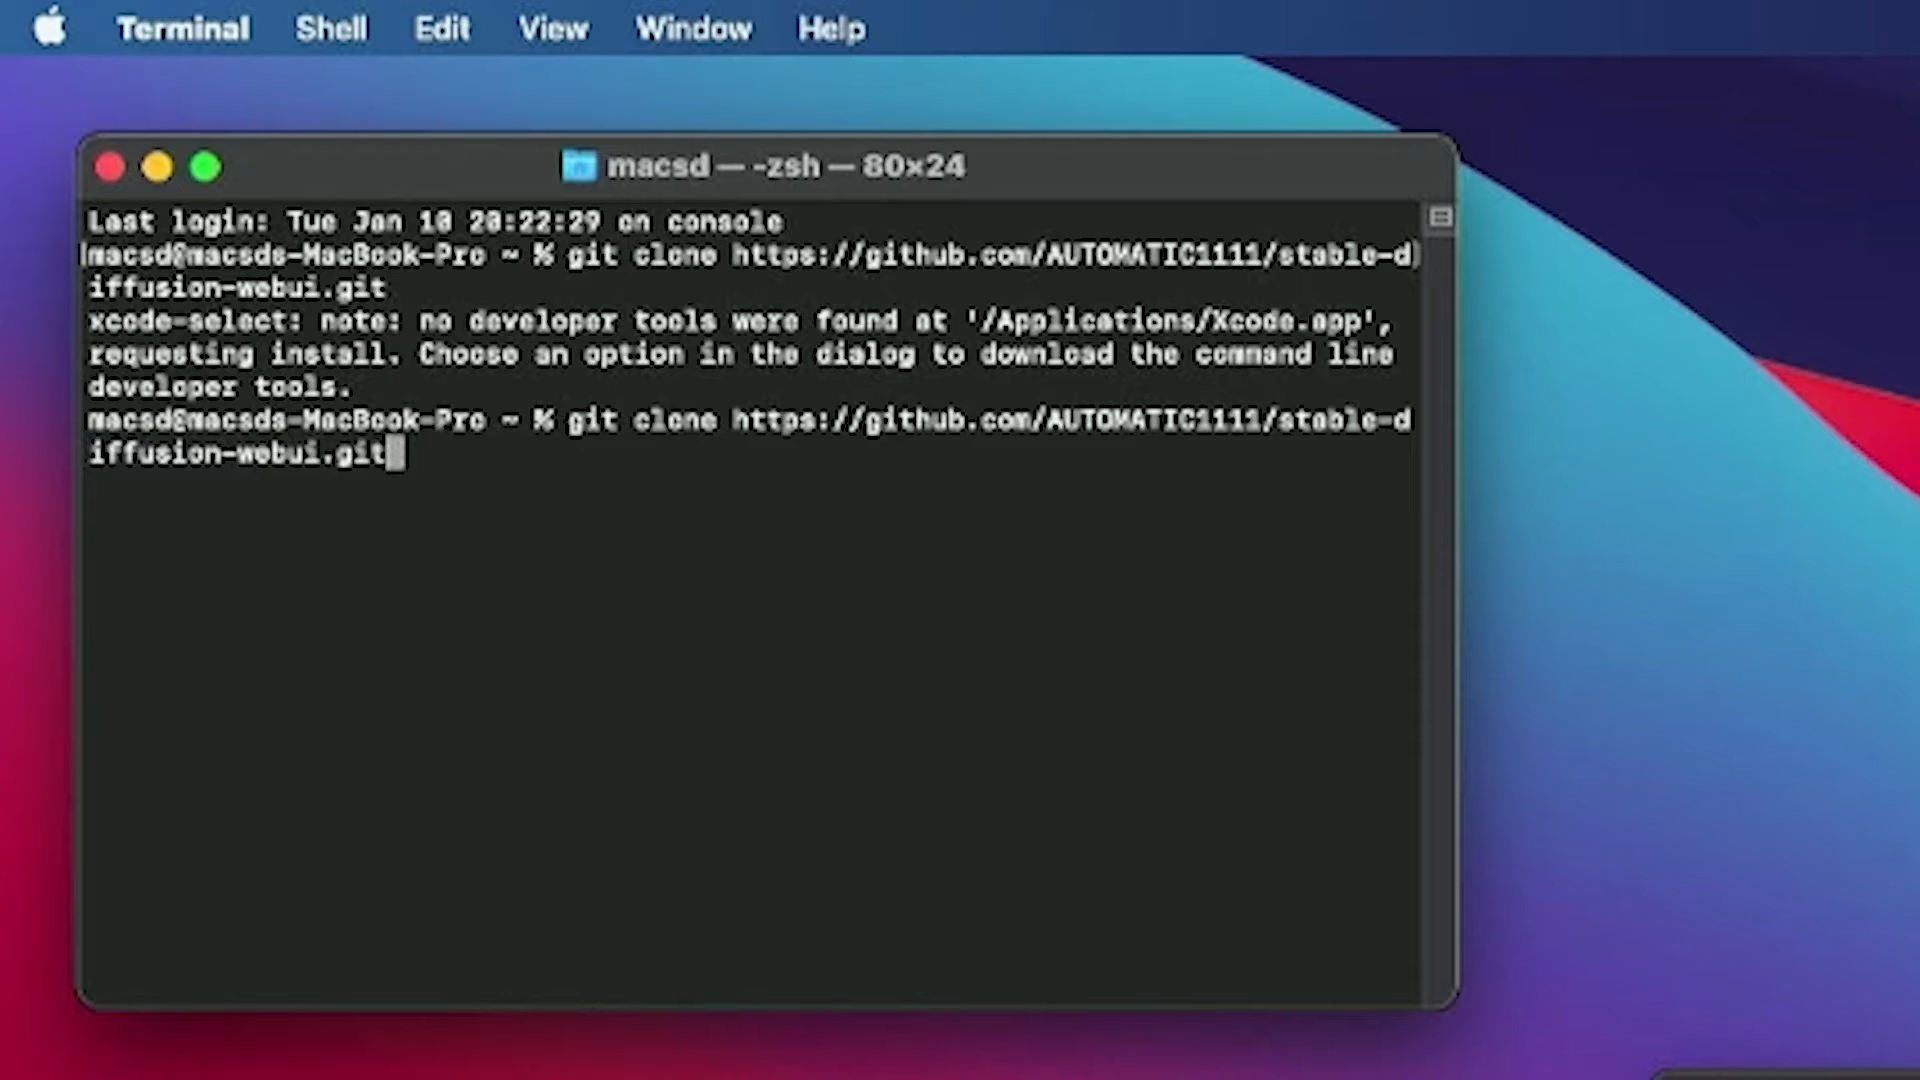 Terminal Shell Edit View Window Help
macsd — -zsh — 80×24
Last login: Tue Jan 10 20:22:29 on console
macsd@macsds-MacBook-Pro ~ % git clone https://github.com/AUTOMATIC1111/stable-d
iffusion-webui.git
xcode-select: note: no developer tools were found at '/Applications/Xcode.app',
requesting install. Choose an option in the dialog to download the command line
developer tools.
macsd@macsds-MacBook-Pro ~ % git clone https://github.com/AUTOMATIC1111/stable-d
iffusion-webui.git